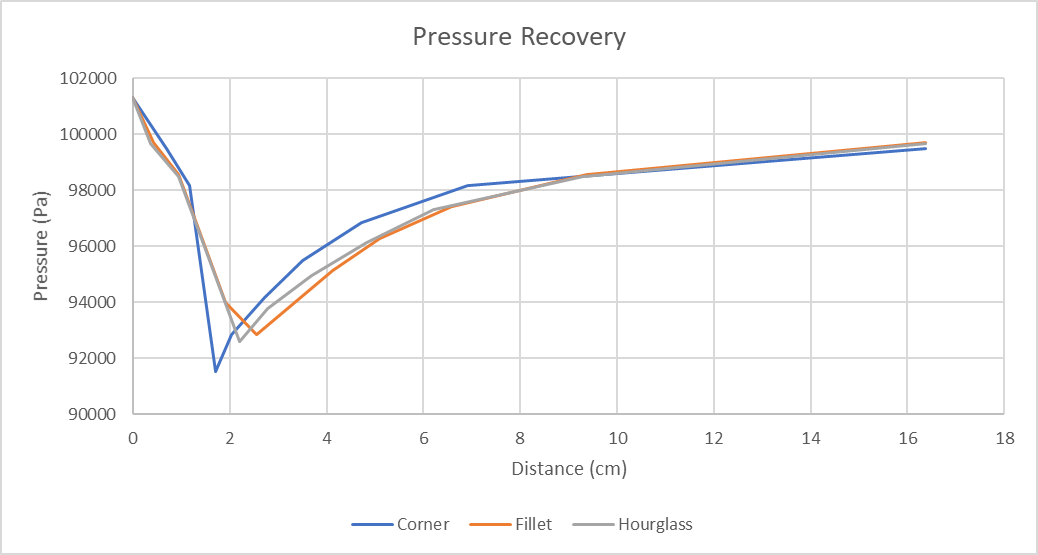 Pressure Recovery
102000
100000
98000
96000
94000
92000
90000
Pressure (Pa)
0 2 4 6 8 10 12 14 16 18
Distance (cm)
Corner Fillet Hourglass